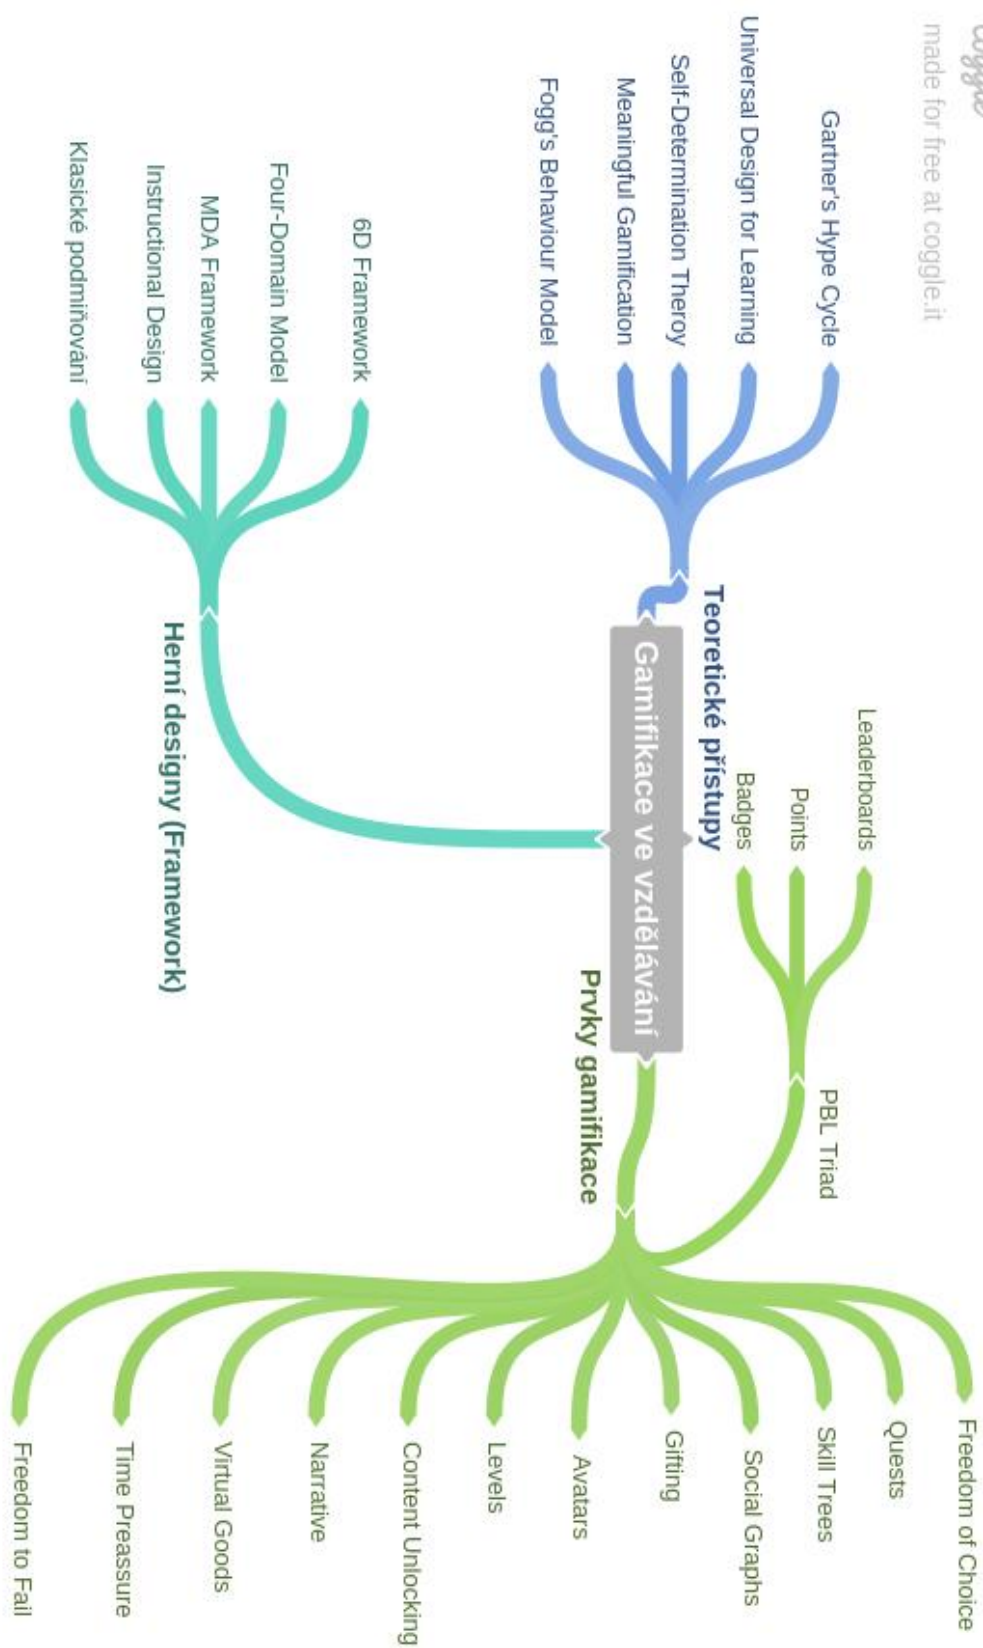 Coggle
made for free at coggle.it
Gamifikace ve vzdělávání
Teoretické přístupy
Gartner's Hype Cycle
Universal Design for Learning
Self-Determination Theroy
Meaningful Gamification
Fogg's Behaviour Model
Herní designy (Framework)
6D Framework
Four-Domain Model
MDA Framework
Instructional Design
Klasické podmiňování
Prvky gamifikace
PBL Triad
Leaderboards
Points
Badges
Freedom of Choice
Quests
Skill Trees
Social Graphs
Gifting
Avatars
Levels
Content Unlocking
Narrative
Virtual Goods
Time Preassure
Freedom to Fail